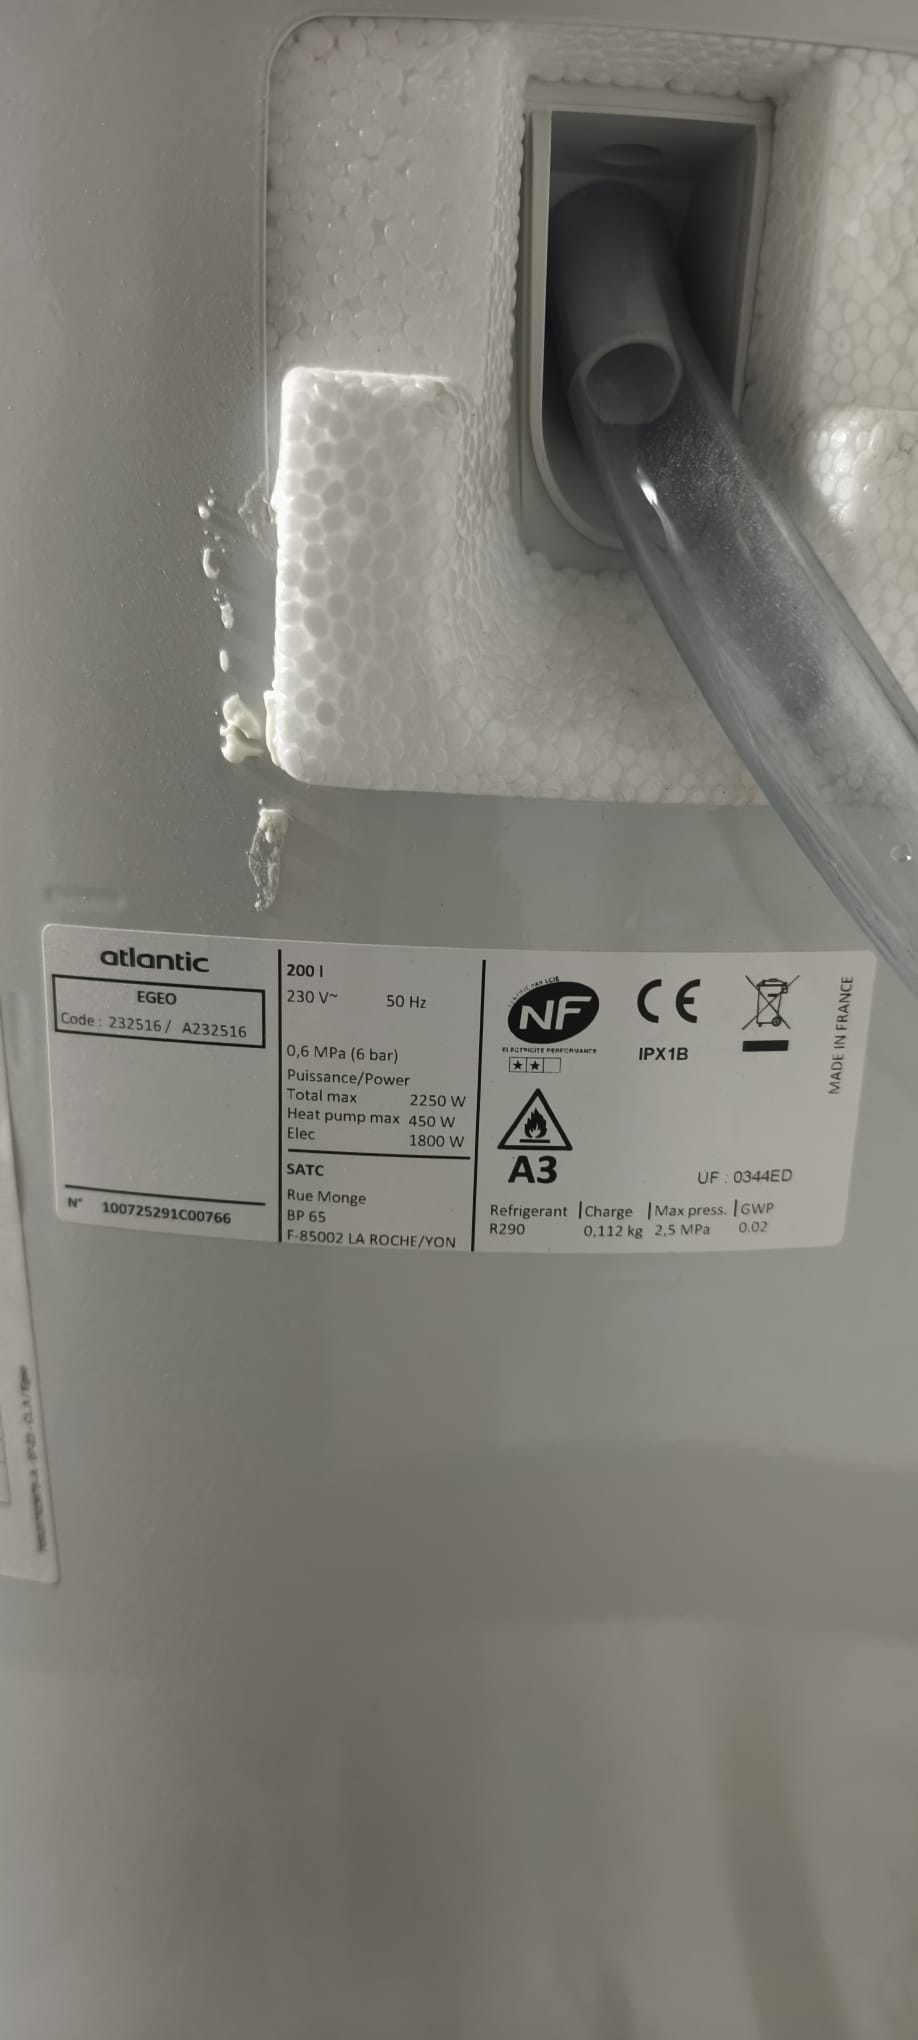 atlantic
EGEO
Code : 232516 / A232516
N° 100725291C00766
200 l
230 V~ 50 Hz
0,6 MPa (6 bar)
Puissance/Power
Total max 2250 W
Heat pump max 450 W
Elec 1800 W
SATC
Rue Monge
BP 65
F-85002 LA ROCHE/YON
NF
ELECTRICITE PERFORMANCE
CE
IPX1B
MADE IN FRANCE
A3
UF : 0344ED
Refrigerant | Charge | Max press. | GWP
R290 0,112 kg 2,5 MPa 0.02